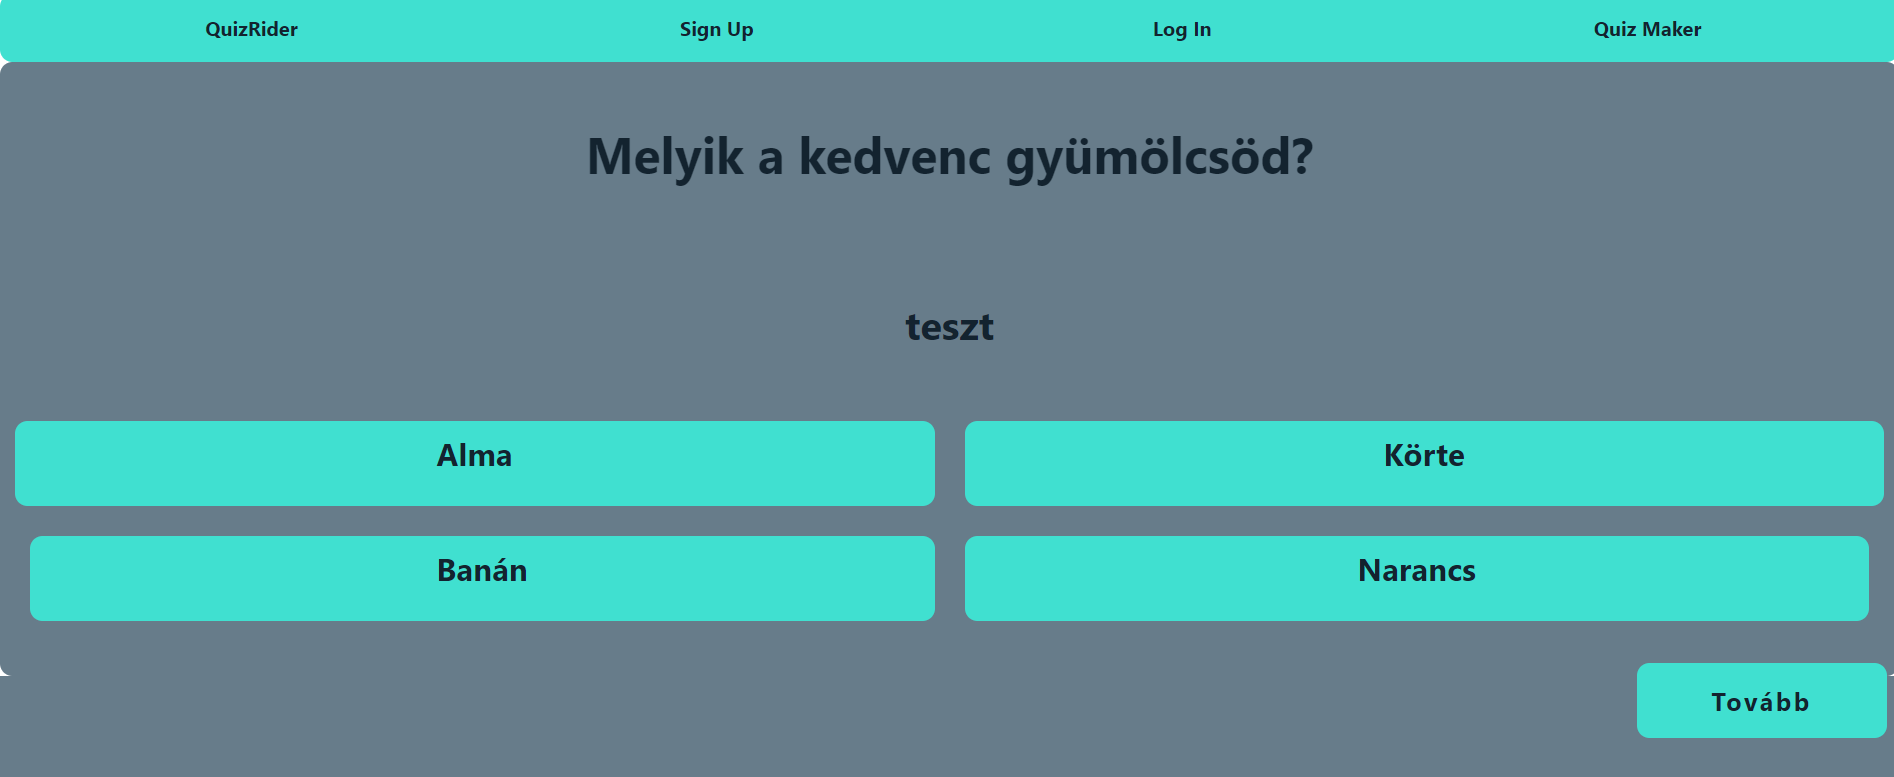 QuizRider Sign Up Log In Quiz Maker
Melyik a kedvenc gyümölcsöd?
teszt
Alma Körte
Banán Narancs
Tovább